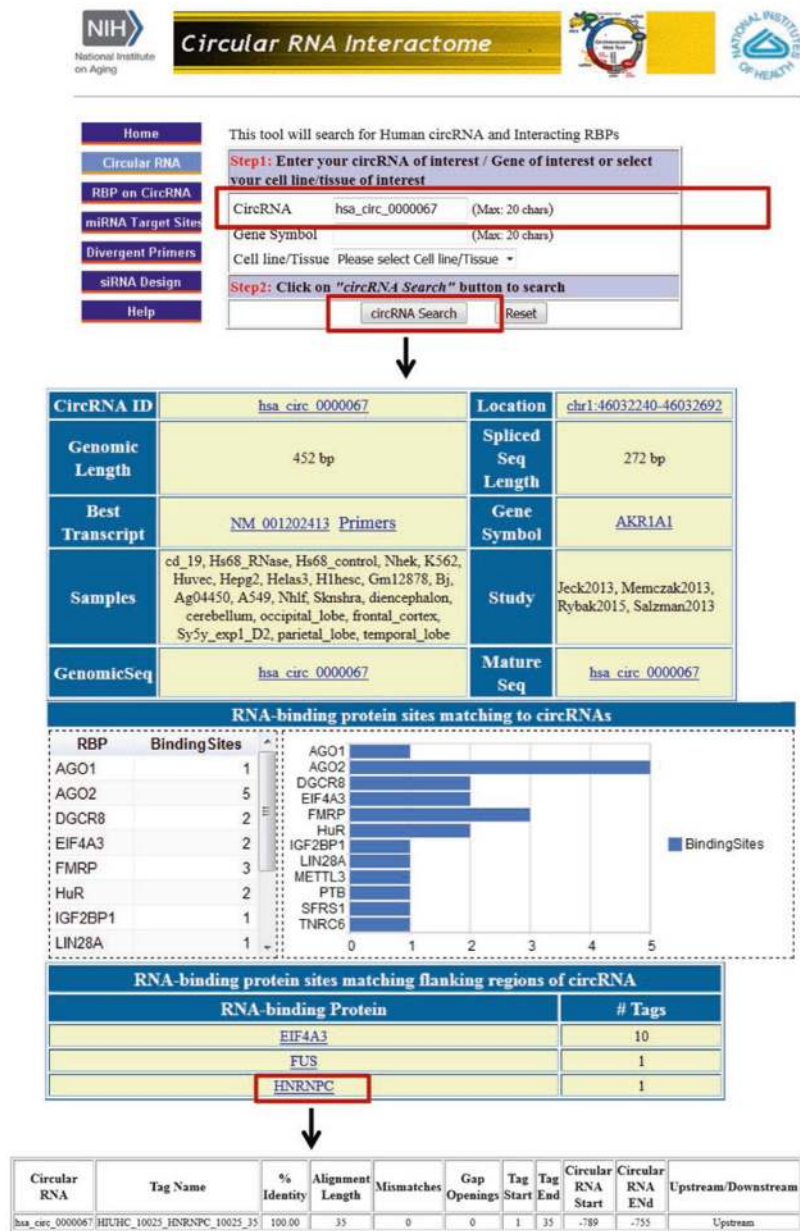 NIH
National Institute
on Aging
Circular RNA Interactome
NATIONAL INSTITUTES
OF HEALTH
Home
Circular RNA
RBP on CircRNA
miRNA Target Sites
Divergent Primers
siRNA Design
Help
This tool will search for Human circRNA and Interacting RBPs
Step1: Enter your circRNA of interest / Gene of interest or select
your cell line/tissue of interest
CircRNA hsa_circ_0000067 (Max: 20 chars)
Gene Symbol (Max: 20 chars)
Cell line/Tissue Please select Cell line/Tissue
Step2: Click on "circRNA Search" button to search
circRNA Search Reset
CircRNA ID hsa_circ_0000067 Location chr1:46032240-46032692
Genomic
Length 452 bp Spliced
Seq
Length 272 bp
Best
Transcript NM_001202413 Primers Gene
Symbol AKR1A1
Samples cd_19, Hs68_RNase, Hs68_control, Nhek, K562,
Huvec, Hepg2, Helas3, H1hesc, Gm12878, Bj,
Ag04450, A549, Nhlf, Sknshra, diencephalon,
cerebellum, occipital_lobe, frontal_cortex,
Sy5y_exp1_D2, parietal_lobe, temporal_lobe
Study Jeck2013, Memczak2013,
Rybak2015, Salzman2013
GenomicSeq hsa_circ_0000067 Mature
Seq hsa_circ_0000067
RNA-binding protein sites matching to circRNAs
RBP BindingSites
AGO1 1
AGO2 5
DGCR8 2
EIF4A3 2
FMRP 3
HuR 2
IGF2BP1 1
LIN28A 1
AGO1
AGO2
DGCR8
EIF4A3
FMRP
HuR
IGF2BP1
LIN28A
METTL3
PTB
SFRS1
TNRC6
0 1 2 3 4 5
BindingSites
RNA-binding protein sites matching flanking regions of circRNA
RNA-binding Protein # Tags
EIF4A3 10
FUS 1
HNRNPC 1
Circular
RNA Tag Name %
Identity Alignment
Length Mismatches Gap
Openings Tag
Start Tag
End Circular
RNA
Start Circular
RNA
ENd Upstream/Downstream
hsa_circ_0000067 HIUHC_10025_HNRNPC_10025_35 100.00 35 0 0 1 35 -789 -755 Upstream